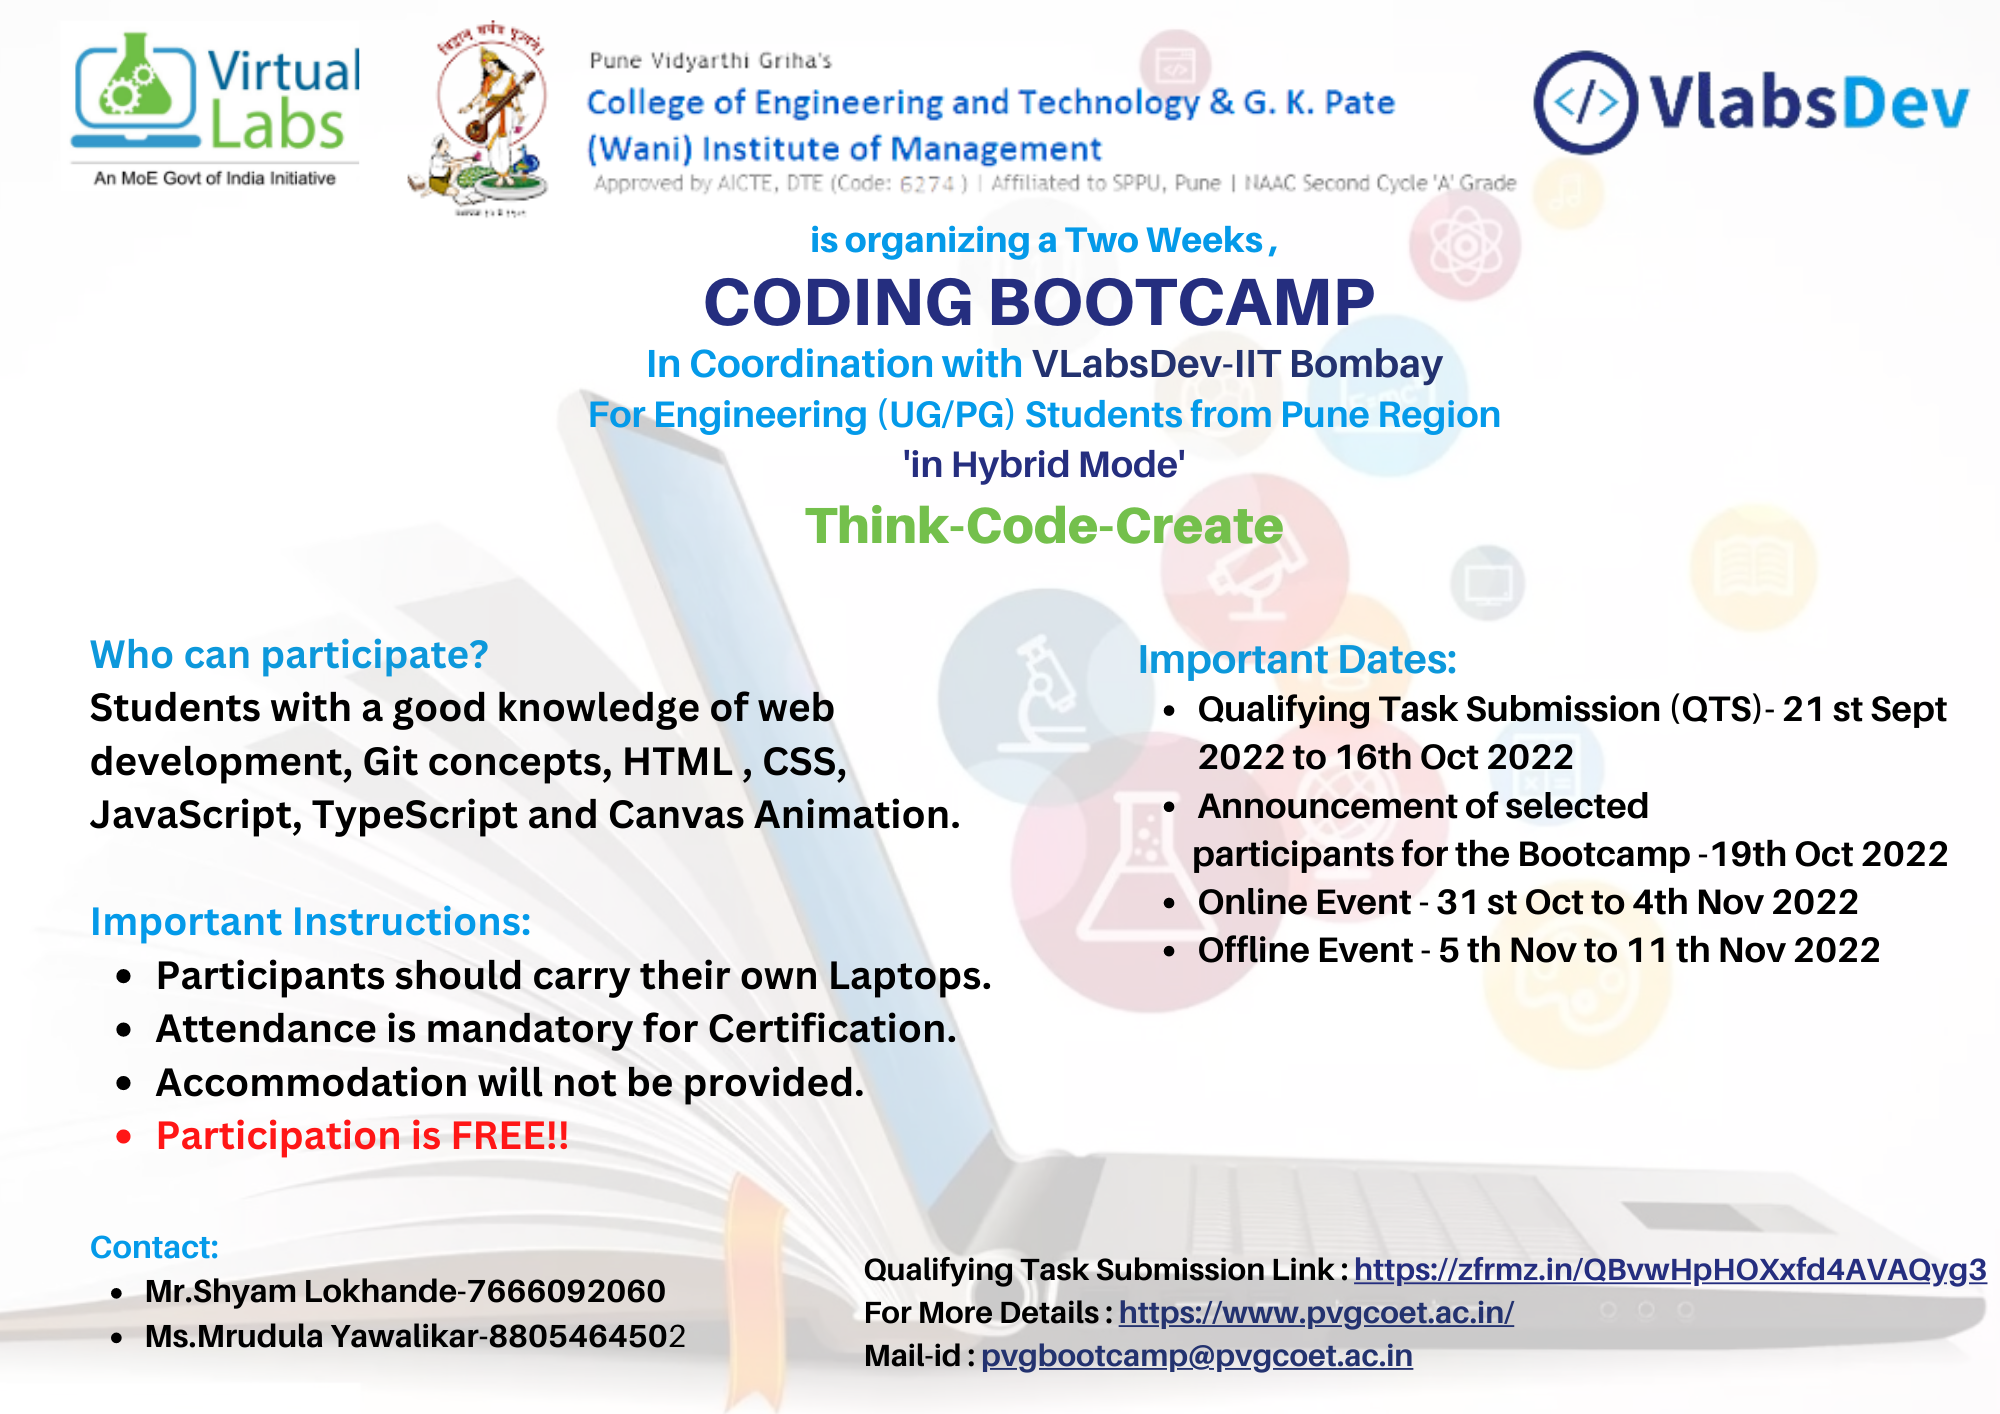 Virtual
Labs
An MoE Govt of India Initiative
Pune Vidyarthi Griha's
College of Engineering and Technology & G. K. Pate
(Wani) Institute of Management
Approved by AICTE, DTE (Code: 6274 ) | Affiliated to SPPU, Pune | NAAC Second Cycle 'A' Grade
</> VlabsDev
is organizing a Two Weeks ,
CODING BOOTCAMP
In Coordination with VLabsDev-IIT Bombay
For Engineering (UG/PG) Students from Pune Region
'in Hybrid Mode'
Think-Code-Create
Who can participate?
Students with a good knowledge of web
development, Git concepts, HTML , CSS,
JavaScript, TypeScript and Canvas Animation.
Important Instructions:
• Participants should carry their own Laptops.
• Attendance is mandatory for Certification.
• Accommodation will not be provided.
• Participation is FREE!!
Important Dates:
• Qualifying Task Submission (QTS)- 21 st Sept
2022 to 16th Oct 2022
• Announcement of selected
participants for the Bootcamp -19th Oct 2022
• Online Event - 31 st Oct to 4th Nov 2022
• Offline Event - 5 th Nov to 11 th Nov 2022
Contact:
• Mr.Shyam Lokhande-7666092060
• Ms.Mrudula Yawalikar-8805464502
Qualifying Task Submission Link : https://zfrmz.in/QBvwHpHOXxfd4AVAQyg3
For More Details : https://www.pvgcoet.ac.in/
Mail-id : pvgbootcamp@pvgcoet.ac.in